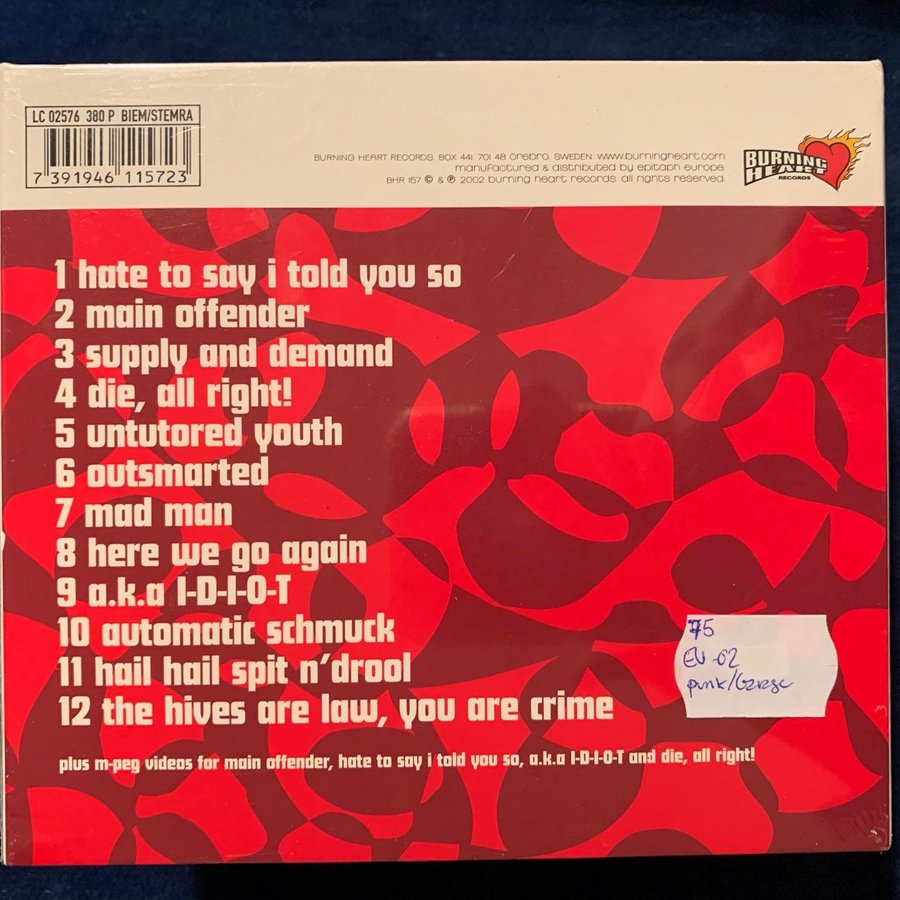 LC 02576 380 P BIEM/STEMRA
7 391946 115723
BURNING HEART RECORDS. BOX 441. 701 48 örebro. SWEDEN. www.burningheart.com
manufactured & distributed by epitaph europe.
BHR 157 © & ℗ 2002 burning heart records. all rights reserved.
BURNING
HEART
RECORDS
1 hate to say i told you so
2 main offender
3 supply and demand
4 die, all right!
5 untutored youth
6 outsmarted
7 mad man
8 here we go again
9 a.k.a I-D-I-O-T
10 automatic schmuck
11 hail hail spit n'drool
12 the hives are law, you are crime
75
EU -02
punk/
plus m-peg videos for main offender, hate to say i told you so, a.k.a I-D-I-O-T and die, all right!